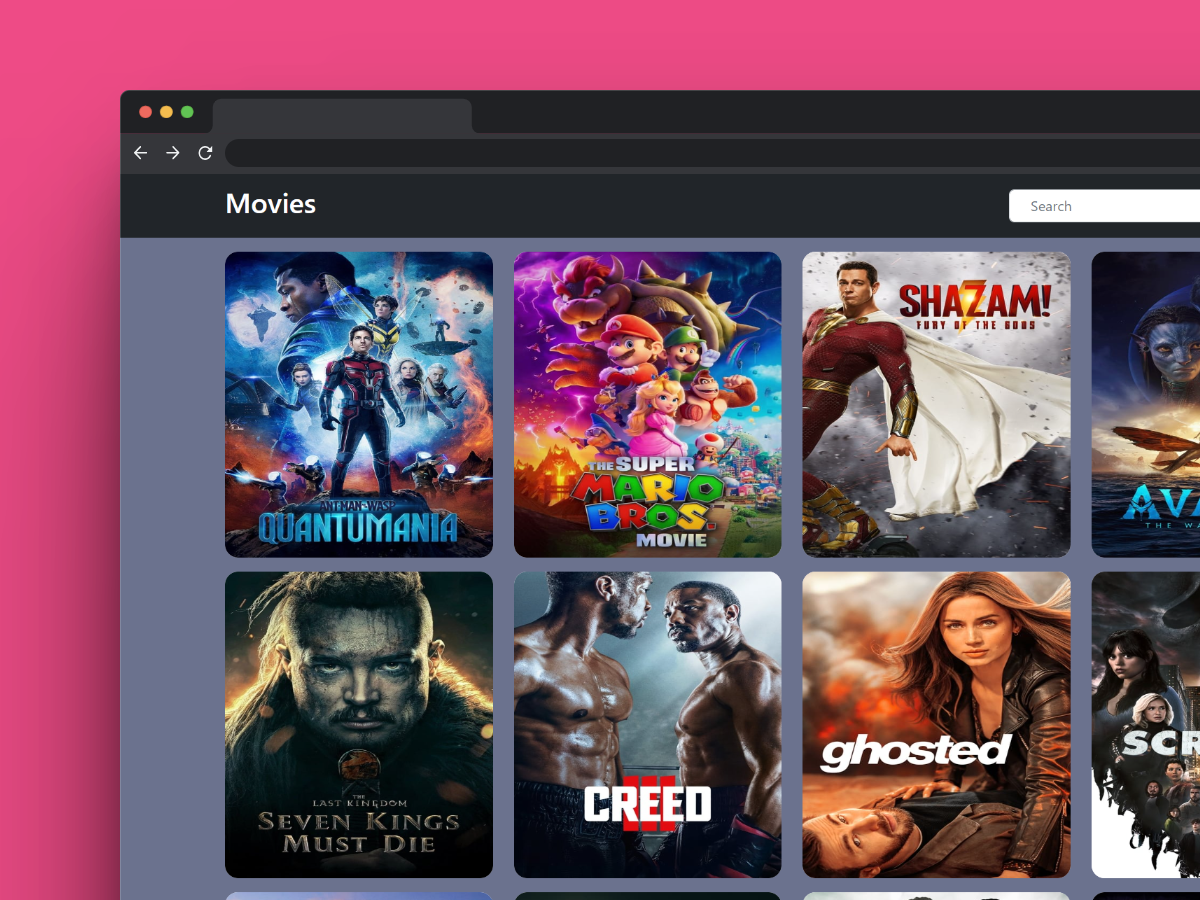 Movies
Search
ANT-MAN AND THE WASP
QUANTUMANIA
THE SUPER
MARIO
BROS.
MOVIE
SHAZAM!
FURY OF THE GODS
AVA
THE WA
THE
LAST KINGDOM
SEVEN KINGS
MUST DIE
CREED
III
ghosted
SCR